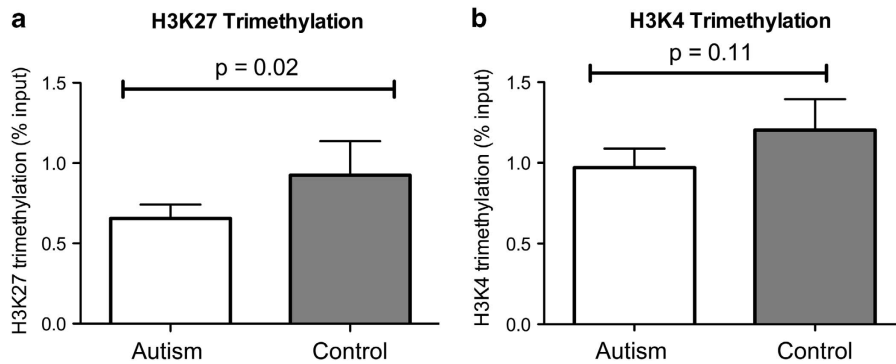 a
H3K27 Trimethylation
p = 0.02
H3K27 trimethylation (% input)
1.5
1.0
0.5
0.0
Autism
Control
b
H3K4 Trimethylation
p = 0.11
H3K4 trimethylation (% input)
1.5
1.0
0.5
0.0
Autism
Control